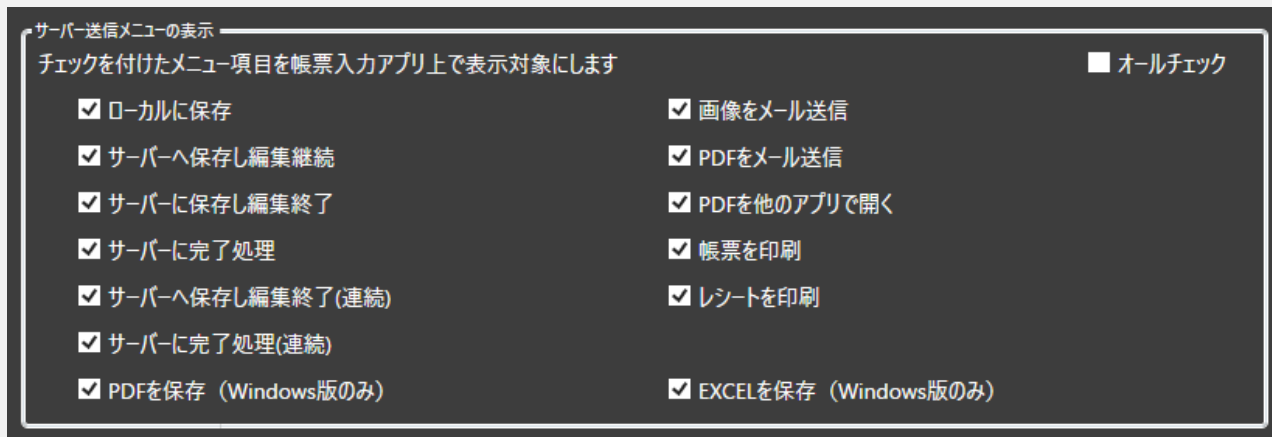 サーバー送信メニューの表示
チェックを付けたメニュー項目を帳票入力アプリ上で表示対象にします
オールチェック
ローカルに保存
画像をメール送信
サーバーへ保存し編集継続
PDFをメール送信
サーバーに保存し編集終了
PDFを他のアプリで開く
サーバーに完了処理
帳票を印刷
サーバーへ保存し編集終了(連続)
レシートを印刷
サーバーに完了処理(連続)
PDFを保存（Windows版のみ）
EXCELを保存（Windows版のみ）